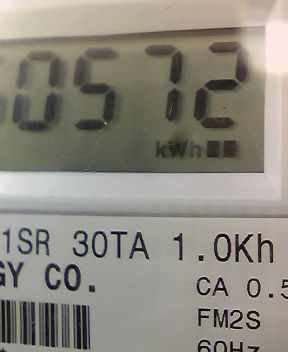 0572
kWh
1SR 30TA 1.0Kh
GY CO.
CA 0.5
FM2S
60Hz